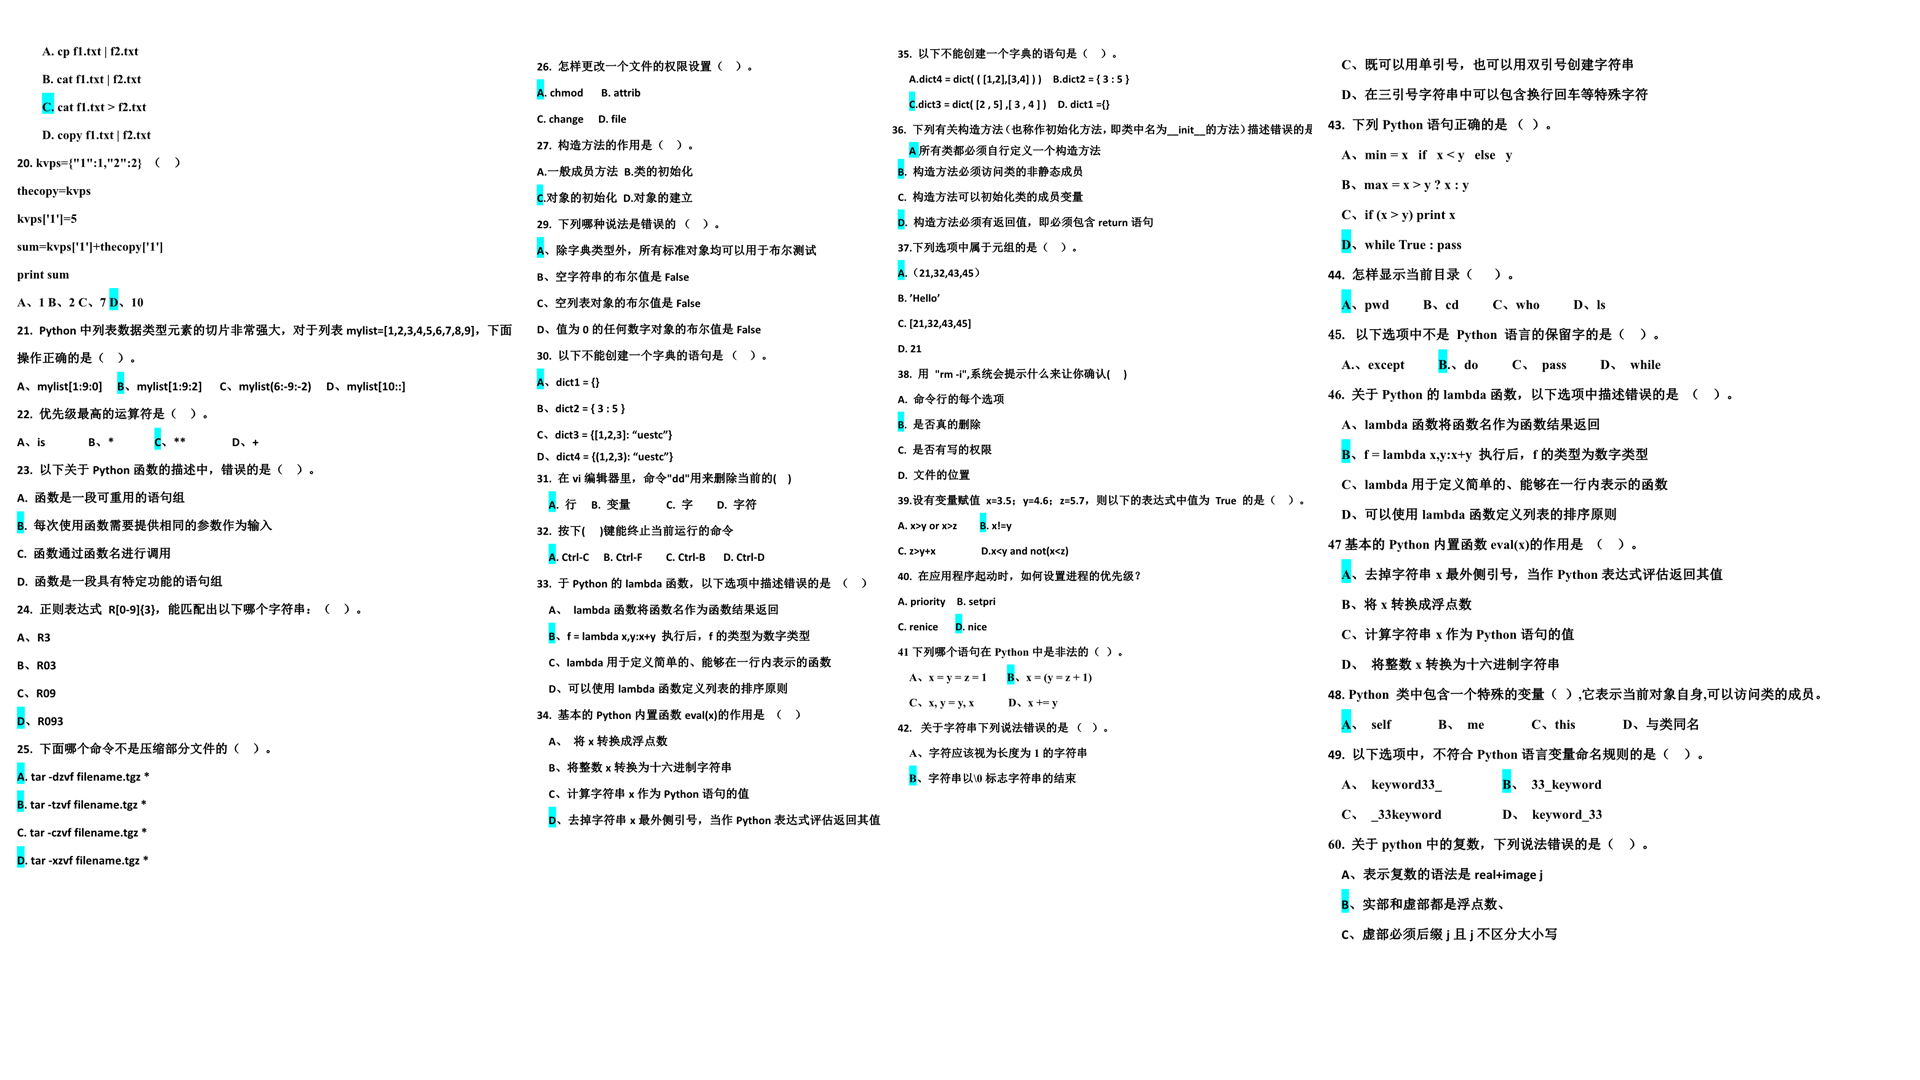 A. cp f1.txt | f2.txt
B. cat f1.txt | f2.txt
C. cat f1.txt > f2.txt
D. copy f1.txt | f2.txt
20. kvps={"1":1,"2":2} （ ）
thecopy=kvps
kvps['1']=5
sum=kvps['1']+thecopy['1']
print sum
A、1 B、2 C、7 D、10
21. Python 中列表数据类型元素的切片非常强大，对于列表 mylist=[1,2,3,4,5,6,7,8,9]，下面
操作正确的是（ ）。
A、mylist[1:9:0] B、mylist[1:9:2] C、mylist(6:-9:-2) D、mylist[10::]
22. 优先级最高的运算符是（ ）。
A、is B、* C、** D、+
23. 以下关于 Python 函数的描述中，错误的是（ ）。
A. 函数是一段可重用的语句组
B. 每次使用函数需要提供相同的参数作为输入
C. 函数通过函数名进行调用
D. 函数是一段具有特定功能的语句组
24. 正则表达式 R[0-9]{3}，能匹配出以下哪个字符串：（ ）。
A、R3
B、R03
C、R09
D、R093
25. 下面哪个命令不是压缩部分文件的（ ）。
A. tar -dzvf filename.tgz *
B. tar -tzvf filename.tgz *
C. tar -czvf filename.tgz *
D. tar -xzvf filename.tgz *
26. 怎样更改一个文件的权限设置（ ）。
A. chmod B. attrib
C. change D. file
27. 构造方法的作用是（ ）。
A.一般成员方法 B.类的初始化
C.对象的初始化 D.对象的建立
29. 下列哪种说法是错误的（ ）。
A、除字典类型外，所有标准对象均可以用于布尔测试
B、空字符串的布尔值是 False
C、空列表对象的布尔值是 False
D、值为 0 的任何数字对象的布尔值是 False
30. 以下不能创建一个字典的语句是（ ）。
A、dict1 = {}
B、dict2 = { 3 : 5 }
C、dict3 = {[1,2,3]: “uestc”}
D、dict4 = {(1,2,3): “uestc”}
31. 在 vi 编辑器里，命令"dd"用来删除当前的( )
A. 行 B. 变量 C. 字 D. 字符
32. 按下( )键能终止当前运行的命令
A. Ctrl-C B. Ctrl-F C. Ctrl-B D. Ctrl-D
33. 于 Python 的 lambda 函数，以下选项中描述错误的是 （ ）
A、 lambda 函数将函数名作为函数结果返回
B、f = lambda x,y:x+y 执行后，f 的类型为数字类型
C、lambda 用于定义简单的、能够在一行内表示的函数
D、可以使用 lambda 函数定义列表的排序原则
34. 基本的 Python 内置函数 eval(x)的作用是 （ ）
A、 将 x 转换成浮点数
B、将整数 x 转换为十六进制字符串
C、计算字符串 x 作为 Python 语句的值
D、去掉字符串 x 最外侧引号，当作 Python 表达式评估返回其值
35. 以下不能创建一个字典的语句是（ ）。
A.dict4 = dict( ( [1,2],[3,4] ) ) B.dict2 = { 3 : 5 }
C.dict3 = dict( [2 , 5] ,[ 3 , 4 ] ) D. dict1 ={}
36. 下列有关构造方法（也称作初始化方法，即类中名为__init__的方法）描述错误的是
A 所有类都必须自行定义一个构造方法
B. 构造方法必须访问类的非静态成员
C. 构造方法可以初始化类的成员变量
D. 构造方法必须有返回值，即必须包含 return 语句
37.下列选项中属于元组的是（ ）。
A.（21,32,43,45）
B. ’Hello’
C. [21,32,43,45]
D. 21
38. 用 "rm -i",系统会提示什么来让你确认( )
A. 命令行的每个选项
B. 是否真的删除
C. 是否有写的权限
D. 文件的位置
39.设有变量赋值 x=3.5；y=4.6；z=5.7，则以下的表达式中值为 True 的是（ ）。
A. x>y or x>z B. x!=y
C. z>y+x D.x<y and not(x<z)
40. 在应用程序起动时，如何设置进程的优先级?
A. priority B. setpri
C. renice D. nice
41 下列哪个语句在 Python 中是非法的（ ）。
A、x = y = z = 1 B、x = (y = z + 1)
C、x, y = y, x D、x += y
42. 关于字符串下列说法错误的是（ ）。
A、字符应该视为长度为 1 的字符串
B、字符串以\0 标志字符串的结束
C、既可以用单引号，也可以用双引号创建字符串
D、在三引号字符串中可以包含换行回车等特殊字符
43. 下列 Python 语句正确的是（ ）。
A、min = x if x < y else y
B、max = x > y ? x : y
C、if (x > y) print x
D、while True : pass
44. 怎样显示当前目录（ ）。
A、pwd B、cd C、who D、ls
45. 以下选项中不是 Python 语言的保留字的是（ ）。
A.、except B.、do C、 pass D、 while
46. 关于 Python 的 lambda 函数，以下选项中描述错误的是 （ ）。
A、lambda 函数将函数名作为函数结果返回
B、f = lambda x,y:x+y 执行后，f 的类型为数字类型
C、lambda 用于定义简单的、能够在一行内表示的函数
D、可以使用 lambda 函数定义列表的排序原则
47 基本的 Python 内置函数 eval(x)的作用是 （ ）。
A、去掉字符串 x 最外侧引号，当作 Python 表达式评估返回其值
B、将 x 转换成浮点数
C、计算字符串 x 作为 Python 语句的值
D、 将整数 x 转换为十六进制字符串
48. Python 类中包含一个特殊的变量（ ）,它表示当前对象自身,可以访问类的成员。
A、 self B、 me C、this D、与类同名
49. 以下选项中，不符合 Python 语言变量命名规则的是（ ）。
A、 keyword33_ B、 33_keyword
C、 _33keyword D、 keyword_33
60. 关于 python 中的复数，下列说法错误的是（ ）。
A、表示复数的语法是 real+image j
B、实部和虚部都是浮点数、
C、虚部必须后缀 j 且 j 不区分大小写